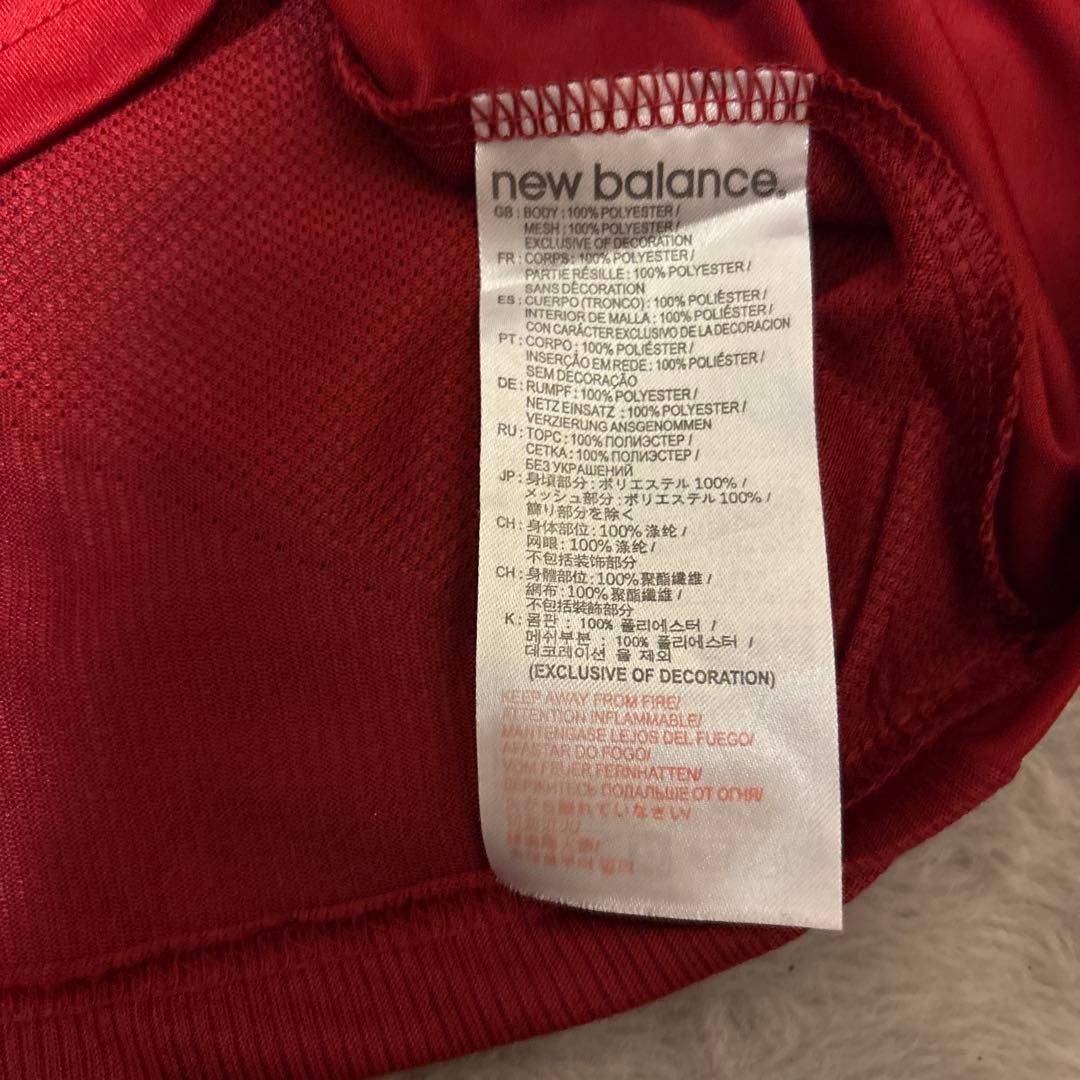 new balance.
GB : BODY : 100% POLYESTER /
MESH : 100% POLYESTER /
EXCLUSIVE OF DECORATION
FR : CORPS : 100% POLYESTER /
PARTIE RÉSILLE : 100% POLYESTER /
SANS DÉCORATION
ES : CUERPO (TRONCO) : 100% POLIÉSTER /
INTERIOR DE MALLA : 100% POLIÉSTER /
CON CARÁCTER EXCLUSIVO DE LA DECORACION
PT : CORPO : 100% POLIÉSTER /
INSERÇÃO EM REDE : 100% POLIÉSTER /
SEM DECORAÇÃO
DE : RUMPF : 100% POLYESTER /
NETZ EINSATZ : 100% POLYESTER /
VERZIERUNG ANSGENOMMEN
RU : ТОРС : 100% ПОЛИЭСТЕР /
СЕТКА : 100% ПОЛИЭСТЕР /
БЕЗ УКРАШЕНИЙ
JP : 身頃部分 : ポリエステル 100% /
メッシュ部分 : ポリエステル 100% /
飾り部分を除く
CH : 身体部位 : 100% 涤纶 /
网眼 : 100% 涤纶 /
不包括装饰部分
CH : 身體部位 : 100% 聚酯纖維 /
網布 : 100% 聚酯纖維 /
不包括裝飾部分
K : 몸판 : 100% 폴리에스터 /
메쉬부분 : 100% 폴리에스터 /
데코레이션 을 제외
(EXCLUSIVE OF DECORATION)
KEEP AWAY FROM FIRE/
ATTENTION INFLAMMABLE/
MANTENGASE LEJOS DEL FUEGO/
AFASTAR DO FOGO/
VOM FEUER FERNHATTEN/
ДЕРЖИТЕСЬ ПОДАЛЬШЕ ОТ ОГНЯ/